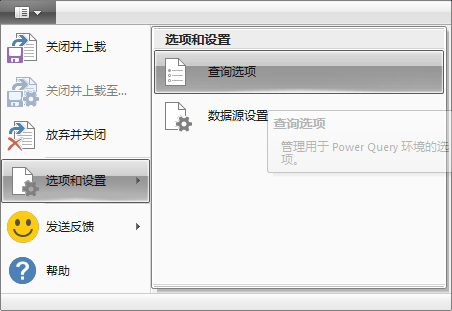 关闭并上载
关闭并上载至...
放弃并关闭
选项和设置
发送反馈
帮助
选项和设置
查询选项
数据源设置
查询选项
管理用于 Power Query 环境的选
项。